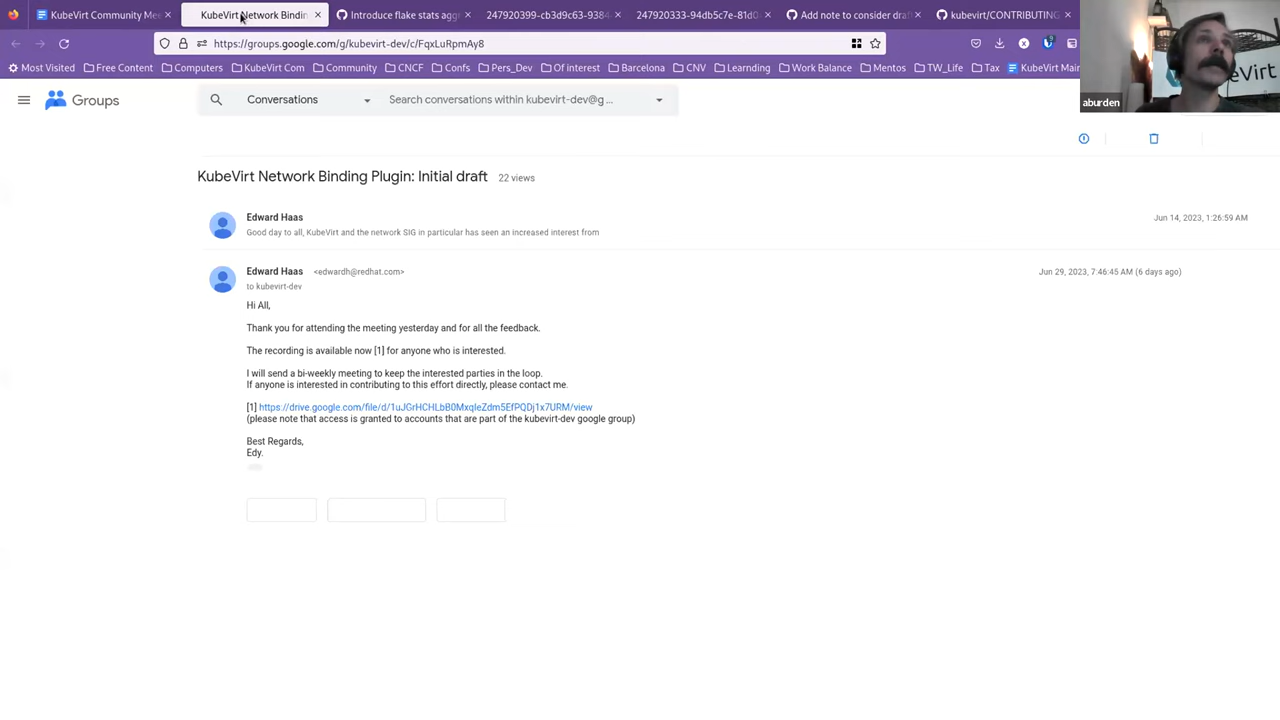 KubeVirt Community Mee
KubeVirt Network Bindin
Introduce flake stats aggr
247920399-cb3d9c63-9384
247920333-94db5c7e-81d0
Add note to consider draf
kubevirt/CONTRIBUTING
https://groups.google.com/g/kubevirt-dev/c/FqxLuRpmAy8
Most Visited
Free Content
Computers
KubeVirt Com
Community
CNCF
Confs
Pers_Dev
Of interest
Barcelona
CNV
Learnding
Work Balance
Mentos
TW_Life
Tax
KubeVirt Main
eVirt
aburden
Groups
Conversations
Search conversations within kubevirt-dev@g ...
KubeVirt Network Binding Plugin: Initial draft 22 views
Edward Haas
Jun 14, 2023, 1:26:59 AM
Good day to all, KubeVirt and the network SIG in particular has seen an increased interest from
Edward Haas <edwardh@redhat.com>
Jun 29, 2023, 7:46:45 AM (6 days ago)
to kubevirt-dev
Hi All,
Thank you for attending the meeting yesterday and for all the feedback.
The recording is available now [1] for anyone who is interested.
I will send a bi-weekly meeting to keep the interested parties in the loop.
If anyone is interested in contributing to this effort directly, please contact me.
[1] https://drive.google.com/file/d/1uJGrHCHLbB0MxqIeZdm5EfPQDj1x7URM/view
(please note that access is granted to accounts that are part of the kubevirt-dev google group)
Best Regards,
Edy.